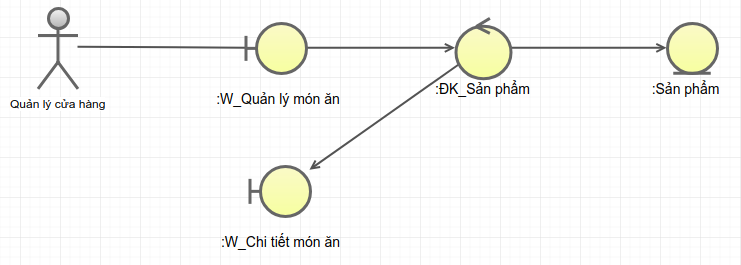 Quản lý cửa hàng
:W_Quản lý món ăn
:ĐK_Sản phẩm
:Sản phẩm
:W_Chi tiết món ăn